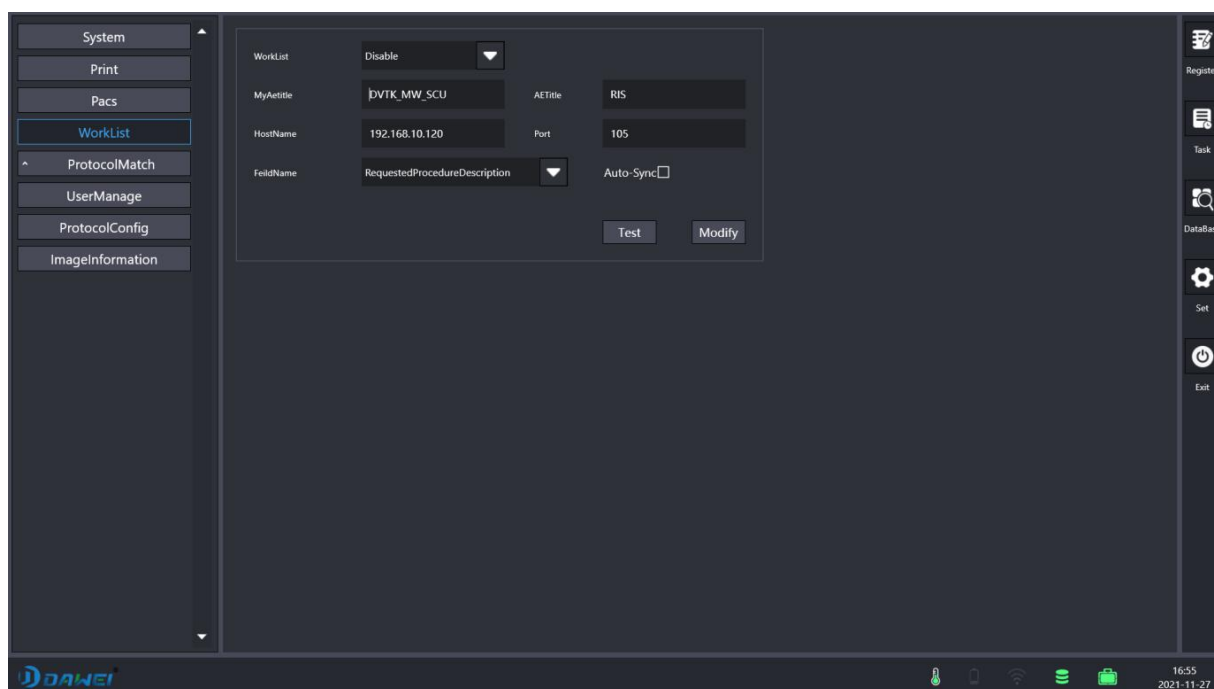 System
Print
Pacs
WorkList
^ ProtocolMatch
UserManage
ProtocolConfig
ImageInformation
WorkList Disable
MyAetitle DVTK_MW_SCU AETitle RIS
HostName 192.168.10.120 Port 105
FeildName RequestedProcedureDescription Auto-Sync
Test Modify
Registe
Task
DataBas
Set
Exit
DAWEI
16:55
2021-11-27